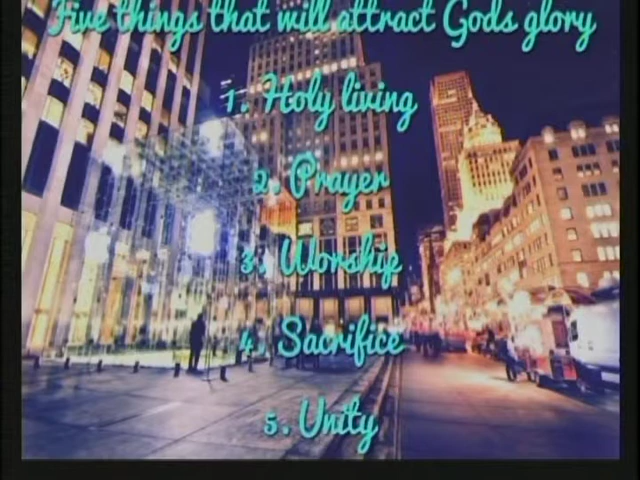 Five things that will attract Gods glory
1. Holy living
2. Prayer
3. Worship
4. Sacrifice
5. Unity